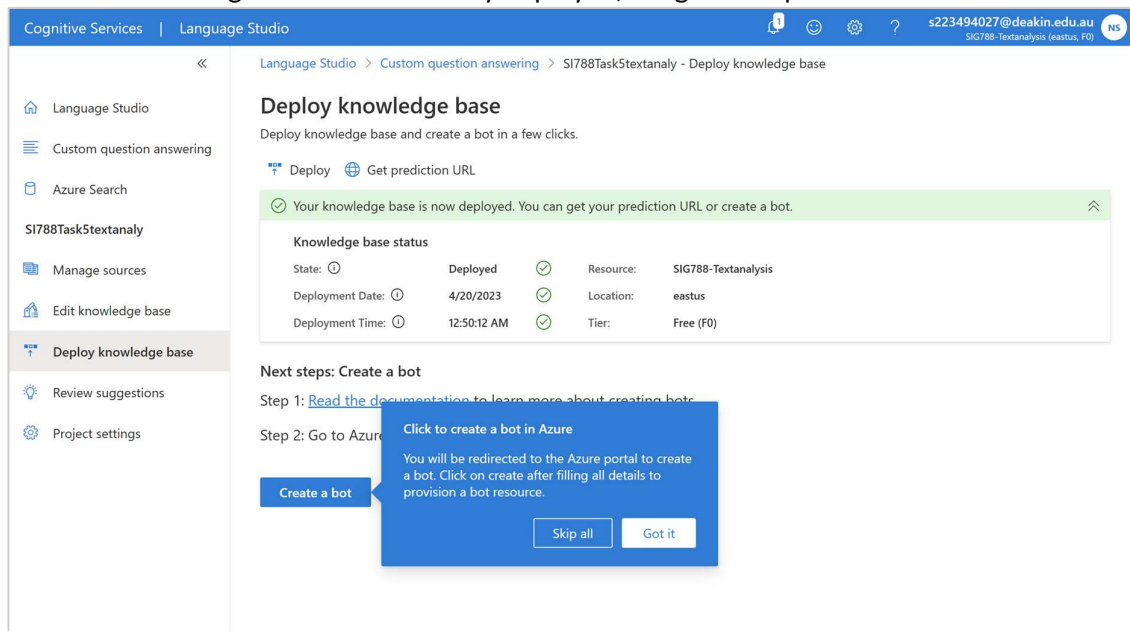 Cognitive Services | Language Studio
1
s223494027@deakin.edu.au
SIG788-Textanalysis (eastus, F0)
NS
Language Studio > Custom question answering > SI788Task5textanaly - Deploy knowledge base
Language Studio
Custom question answering
Azure Search
SI788Task5textanaly
Manage sources
Edit knowledge base
Deploy knowledge base
Review suggestions
Project settings
Deploy knowledge base
Deploy knowledge base and create a bot in a few clicks.
Deploy Get prediction URL
Your knowledge base is now deployed. You can get your prediction URL or create a bot.
Knowledge base status
State: Deployed Resource: SIG788-Textanalysis
Deployment Date: 4/20/2023 Location: eastus
Deployment Time: 12:50:12 AM Tier: Free (F0)
Next steps: Create a bot
Step 1: Read the documentation to learn more about creating bots
Step 2: Go to Azure
Create a bot
Click to create a bot in Azure
You will be redirected to the Azure portal to create
a bot. Click on create after filling all details to
provision a bot resource.
Skip all Got it